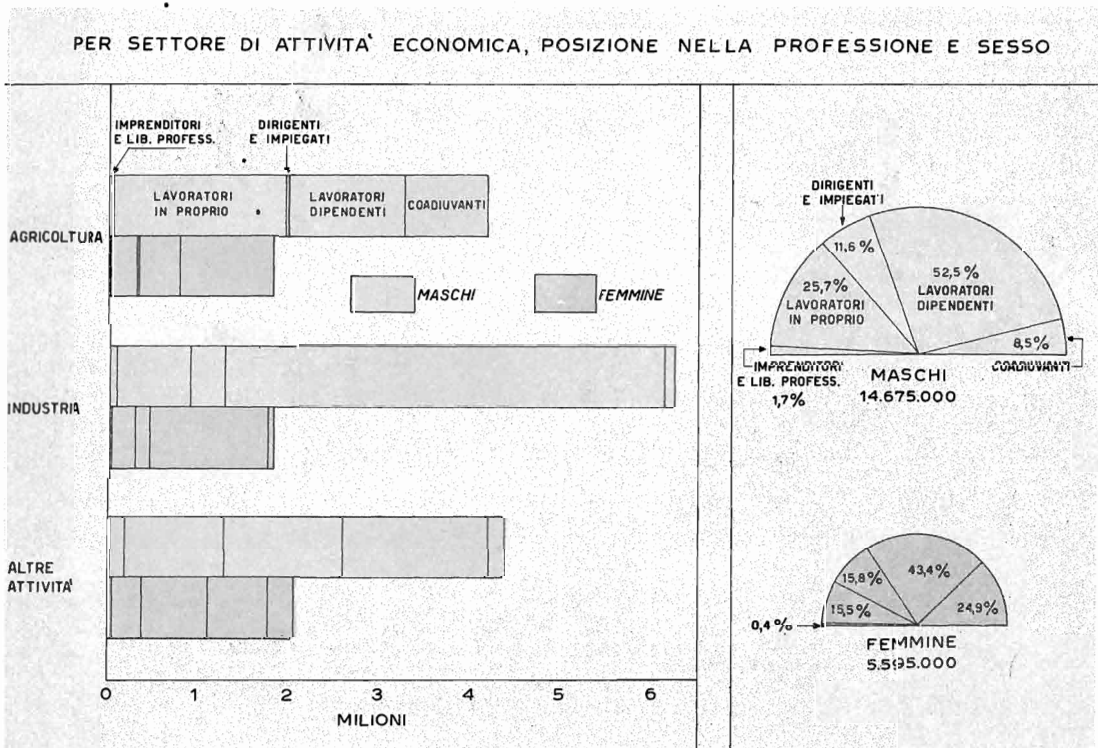 PER SETTORE DI ATTIVITA' ECONOMICA, POSIZIONE NELLA PROFESSIONE E SESSO
IMPRENDITORI
E LIB. PROFESS.
DIRIGENTI
E IMPIEGATI
LAVORATORI
IN PROPRIO
LAVORATORI
DIPENDENTI
COADIUVANTI
AGRICOLTURA
MASCHI
FEMMINE
INDUSTRIA
ALTRE
ATTIVITA'
0 1 2 3 4 5 6
MILIONI
DIRIGENTI
E IMPIEGATI
11,6%
25,7%
LAVORATORI
IN PROPRIO
52,5%
LAVORATORI
DIPENDENTI
8,5%
IMPRENDITORI
E LIB. PROFESS.
1,7%
COADIUVANTI
MASCHI
14.675.000
15,8%
43,4%
15,5%
24,9%
0,4%
FEMMINE
5.595.000